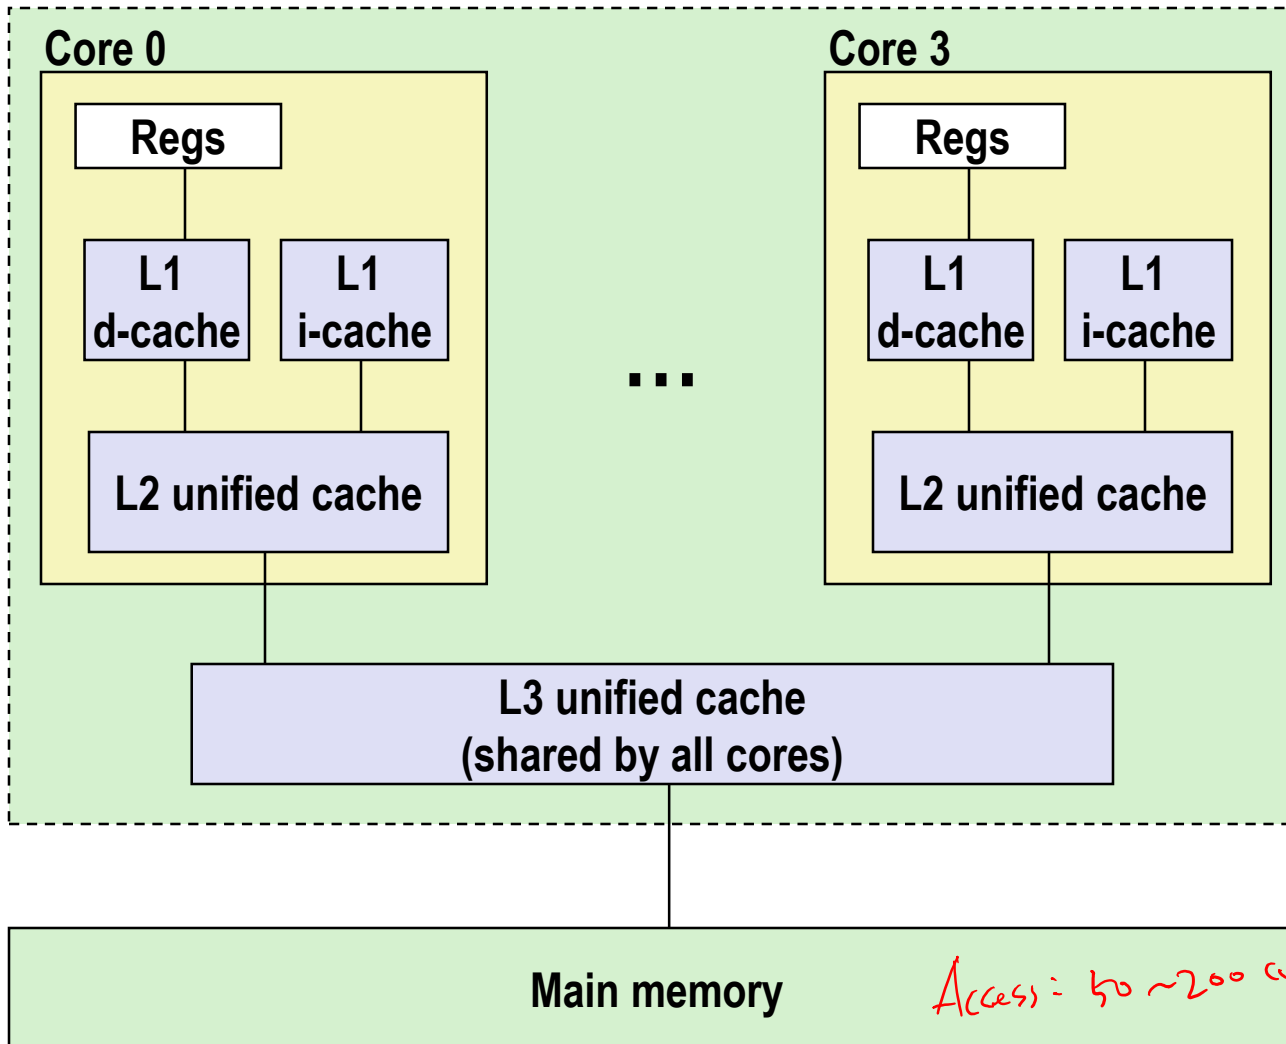 Core 0
Core 3
Regs
Regs
L1
d-cache
L1
i-cache
L1
d-cache
L1
i-cache
...
L2 unified cache
L2 unified cache
L3 unified cache
(shared by all cores)
Main memory
Access: 50~200